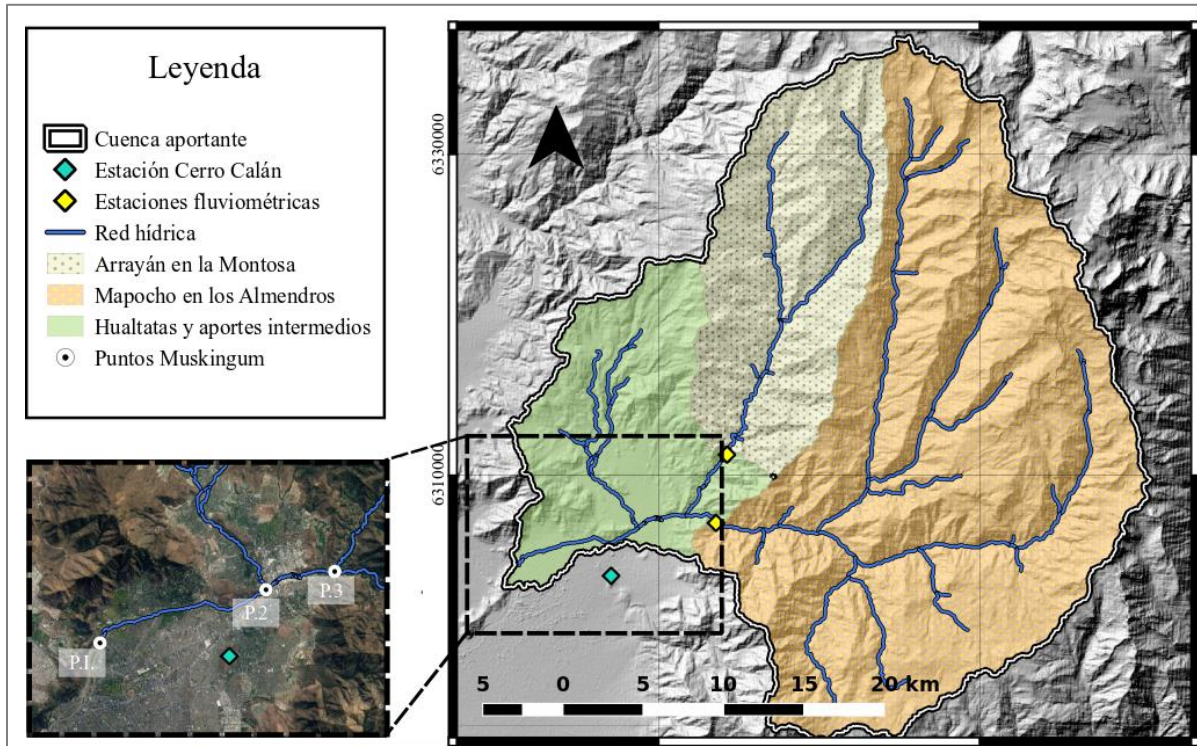 Leyenda
Cuenca aportante
Estación Cerro Calán
Estaciones fluviométricas
Red hídrica
Arrayán en la Montosa
Mapocho en los Almendros
Hualtatas y aportes intermedios
Puntos Muskingum
6330000
6310000
P.3
P.2
P.I.
5 0 5 10 15 20 km